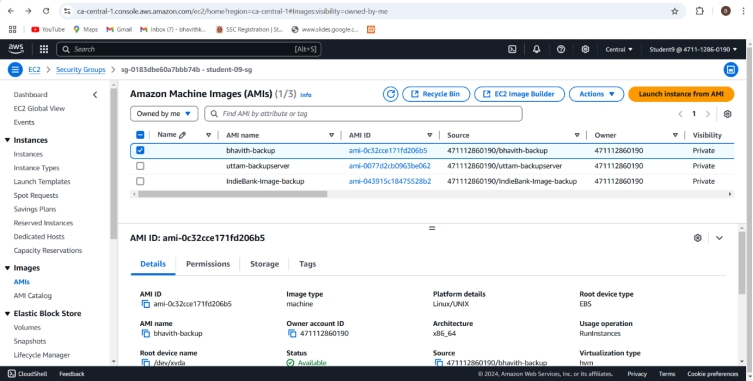 ca-central-1.console.aws.amazon.com/ec2/home?region=ca-central-1#Images:visibility=owned-by-me
YouTube Maps Gmail Inbox (7) - bhavithk... SSC Registration | St... www.slides.google.c...
aws Search [Alt+S] Central Student9 @ 4711-1286-0190
EC2 > Security Groups > sg-0183dbe60a7bbb74b - student-09-sg
Dashboard
EC2 Global View
Events
Instances
Instances
Instance Types
Launch Templates
Spot Requests
Savings Plans
Reserved Instances
Dedicated Hosts
Capacity Reservations
Images
AMIs
AMI Catalog
Elastic Block Store
Volumes
Snapshots
Lifecycle Manager
Amazon Machine Images (AMIs) (1/3) Info
Recycle Bin EC2 Image Builder Actions Launch instance from AMI
Owned by me Find AMI by attribute or tag 1
Name AMI name AMI ID Source Owner Visibility
bhavith-backup ami-0c32cce171fd206b5 471112860190/bhavith-backup 471112860190 Private
uttam-backupserver ami-0077d2cb0963be062 471112860190/uttam-backupserver 471112860190 Private
IndieBank-Image-backup ami-043915c18475528b2 471112860190/IndieBank-Image-backup 471112860190 Private
AMI ID: ami-0c32cce171fd206b5
Details Permissions Storage Tags
AMI ID Image type Platform details Root device type
ami-0c32cce171fd206b5 machine Linux/UNIX EBS
AMI name Owner account ID Architecture Usage operation
bhavith-backup 471112860190 x86_64 RunInstances
Root device name Status Source Virtualization type
/dev/xvda Available 471112860190/bhavith-backup hvm
CloudShell Feedback © 2024, Amazon Web Services, Inc. or its affiliates. Privacy Terms Cookie preferences